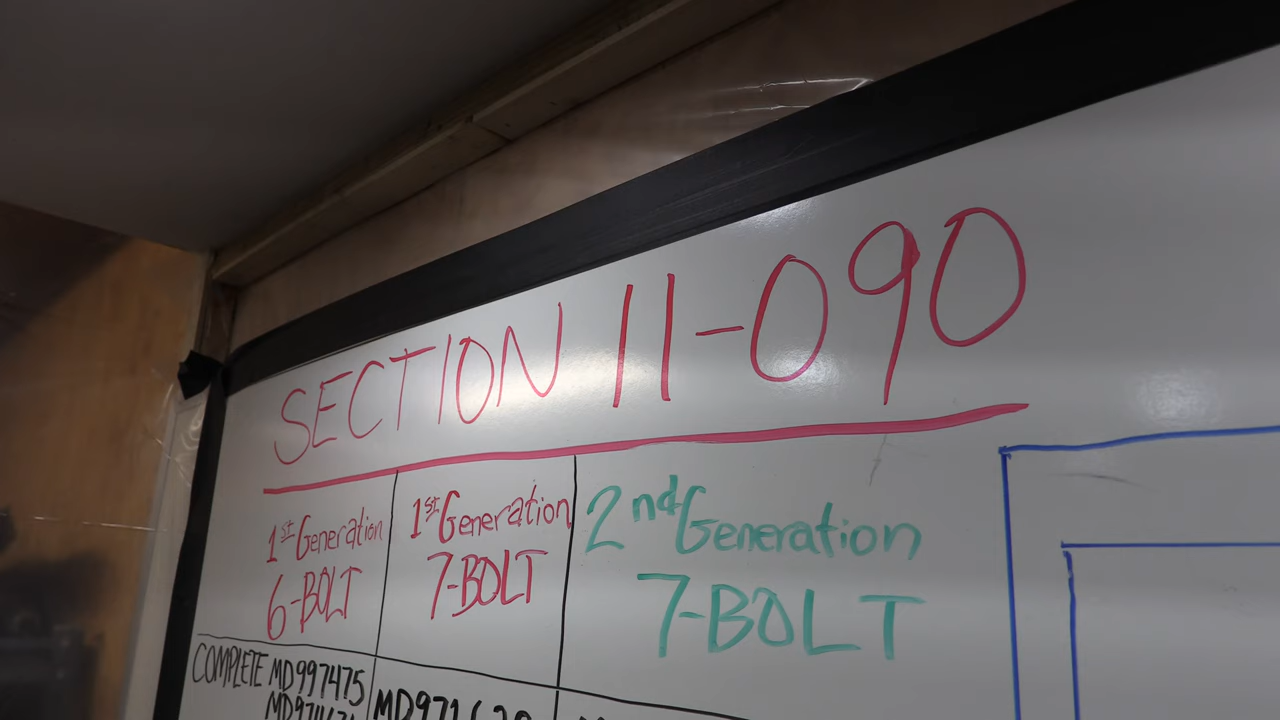 SECTION 11-090
1st Generation 6-BOLT
1st Generation 7-BOLT
2nd Generation 7-BOLT
COMPLETE MD997475